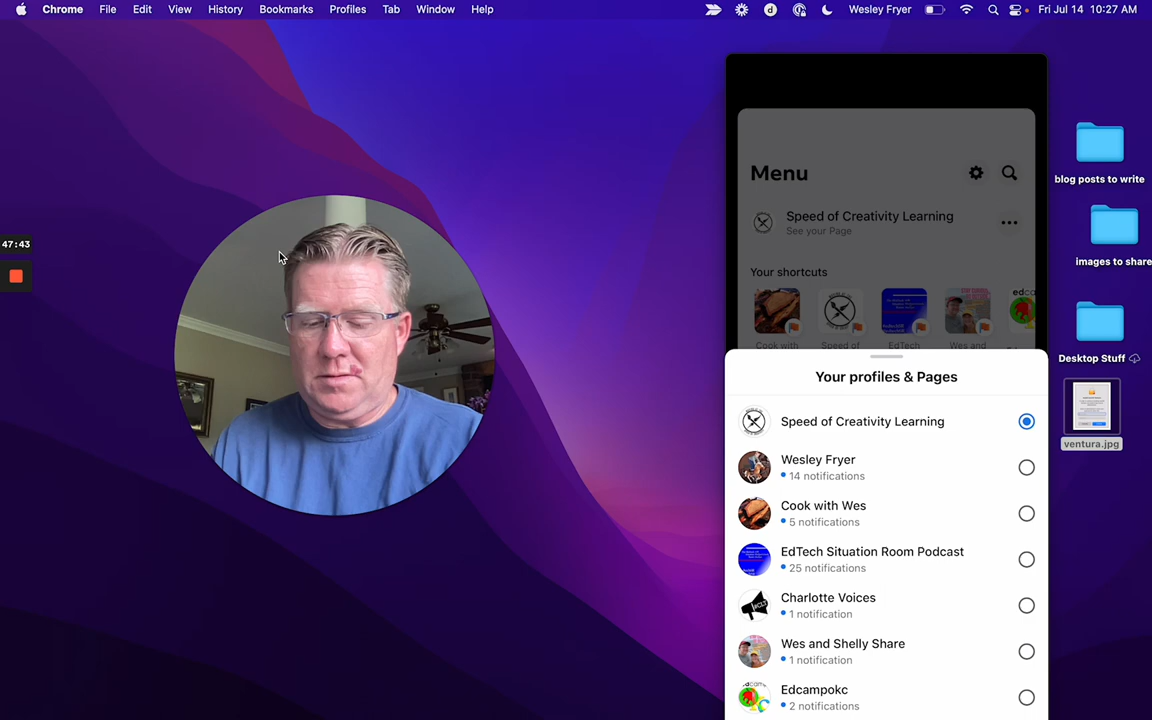 Chrome File Edit View History Bookmarks Profiles Tab Window Help Wesley Fryer Fri Jul 14 10:27 AM
47:43
Menu
Speed of Creativity Learning
See your Page
Your shortcuts
edca
Cook with Speed of EdTech Wes and
Your profiles & Pages
Speed of Creativity Learning
Wesley Fryer
14 notifications
Cook with Wes
5 notifications
EdTech Situation Room Podcast
25 notifications
#CLT
Charlotte Voices
1 notification
Wes and Shelly Share
1 notification
edcam
Edcampokc
2 notifications
blog posts to write
images to share
Desktop Stuff
ventura.jpg